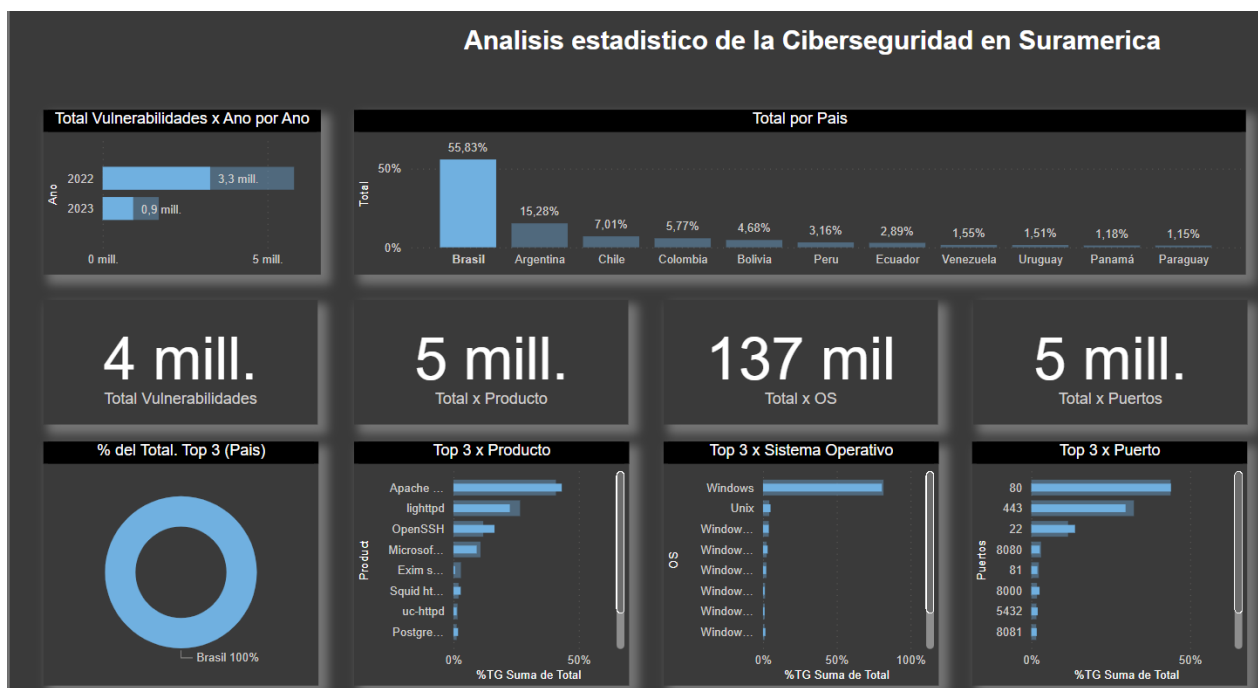 Analisis estadistico de la Ciberseguridad en Suramerica
Total Vulnerabilidades x Ano por Ano
Ano
2022
3,3 mill.
2023
0,9 mill.
0 mill.
5 mill.
Total por Pais
Total
50%
0%
55,83%
15,28%
7,01%
5,77%
4,68%
3,16%
2,89%
1,55%
1,51%
1,18%
1,15%
Brasil
Argentina
Chile
Colombia
Bolivia
Peru
Ecuador
Venezuela
Uruguay
Panamá
Paraguay
4 mill.
Total Vulnerabilidades
5 mill.
Total x Producto
137 mil
Total x OS
5 mill.
Total x Puertos
% del Total. Top 3 (Pais)
Brasil 100%
Top 3 x Producto
Product
Apache ...
lighttpd
OpenSSH
Microsof...
Exim s...
Squid ht...
uc-httpd
Postgre...
0%
50%
%TG Suma de Total
Top 3 x Sistema Operativo
OS
Windows
Unix
Window...
Window...
Window...
Window...
Window...
Window...
0%
50%
100%
%TG Suma de Total
Top 3 x Puerto
Puertos
80
443
22
8080
81
8000
5432
8081
0%
50%
%TG Suma de Total